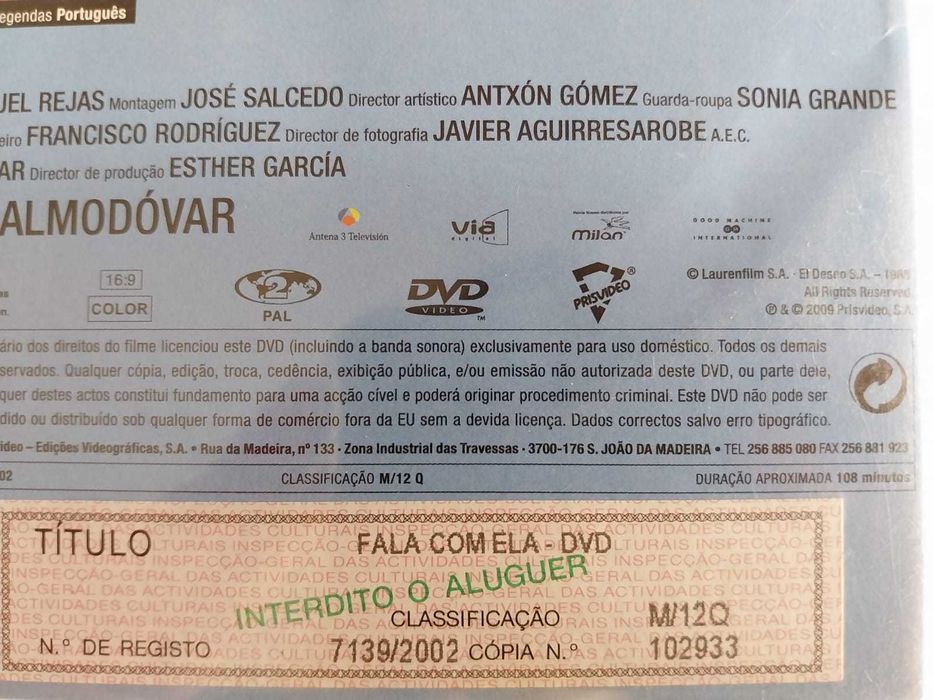 egendas Português
UEL REJAS Montagem JOSÉ SALCEDO Director artístico ANTXÓN GÓMEZ Guarda-roupa SONIA GRANDE
eiro FRANCISCO RODRÍGUEZ Director de fotografia JAVIER AGUIRRESAROBE A.E.C.
AR Director de produção ESTHER GARCÍA
ALMODÓVAR
Antena 3 Televisión
via digital
milan
GOOD MACHINE
INTERNATIONAL
16:9
COLOR
2
PAL
DVD
VIDEO
TM
PRISVIDEO®
© Laurenfilm S.A. · El Deseo S.A. –
All Rights Reserved.
℗ & © 2009 Prisvideo, S.A.
ário dos direitos do filme licenciou este DVD (incluindo a banda sonora) exclusivamente para uso doméstico. Todos os demais
servados. Qualquer cópia, edição, troca, cedência, exibição pública, e/ou emissão não autorizada deste DVD, ou parte dele,
quer destes actos constitui fundamento para uma acção cível e poderá originar procedimento criminal. Este DVD não pode ser
dido ou distribuído sob qualquer forma de comércio fora da EU sem a devida licença. Dados correctos salvo erro tipográfico.
ideo – Edições Videográficas, S.A. • Rua da Madeira, nº 133 · Zona Industrial das Travessas · 3700-176 S. JOÃO DA MADEIRA • TEL 256 885 080 FAX 256 881 923
02 CLASSIFICAÇÃO M/12 Q DURAÇÃO APROXIMADA 108 minutos
TÍTULO FALA COM ELA - DVD
INTERDITO O ALUGUER
CLASSIFICAÇÃO M/12Q
N.º DE REGISTO 7139/2002 CÓPIA N.º 102933